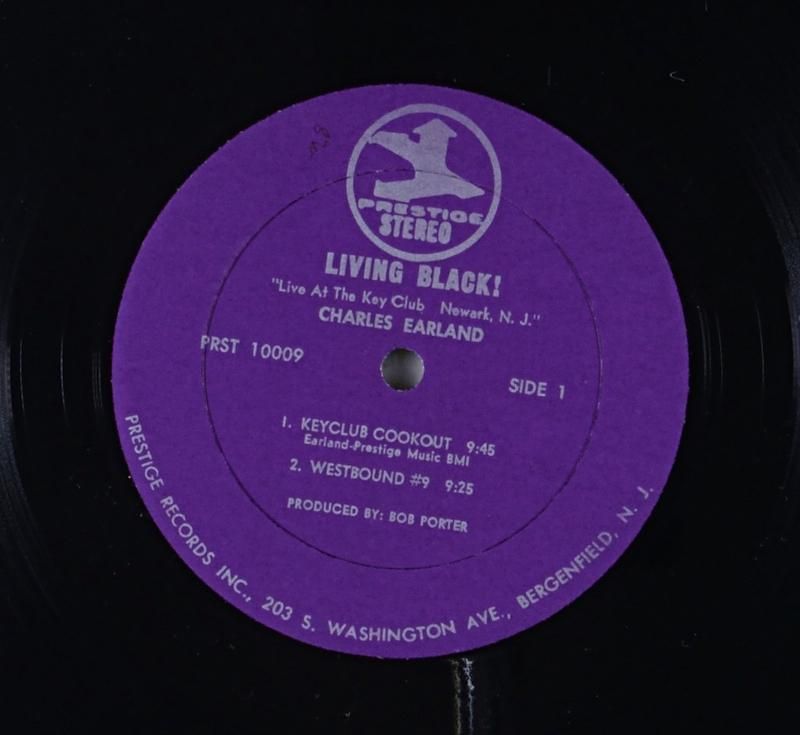 PRESTIGE
STEREO
LIVING BLACK!
"Live At The Key Club Newark, N. J."
CHARLES EARLAND
PRST 10009
SIDE 1
1. KEYCLUB COOKOUT 9:45
Earland-Prestige Music BMI
2. WESTBOUND #9 9:25
PRODUCED BY: BOB PORTER
PRESTIGE RECORDS INC., 203 S. WASHINGTON AVE., BERGENFIELD, N. J.